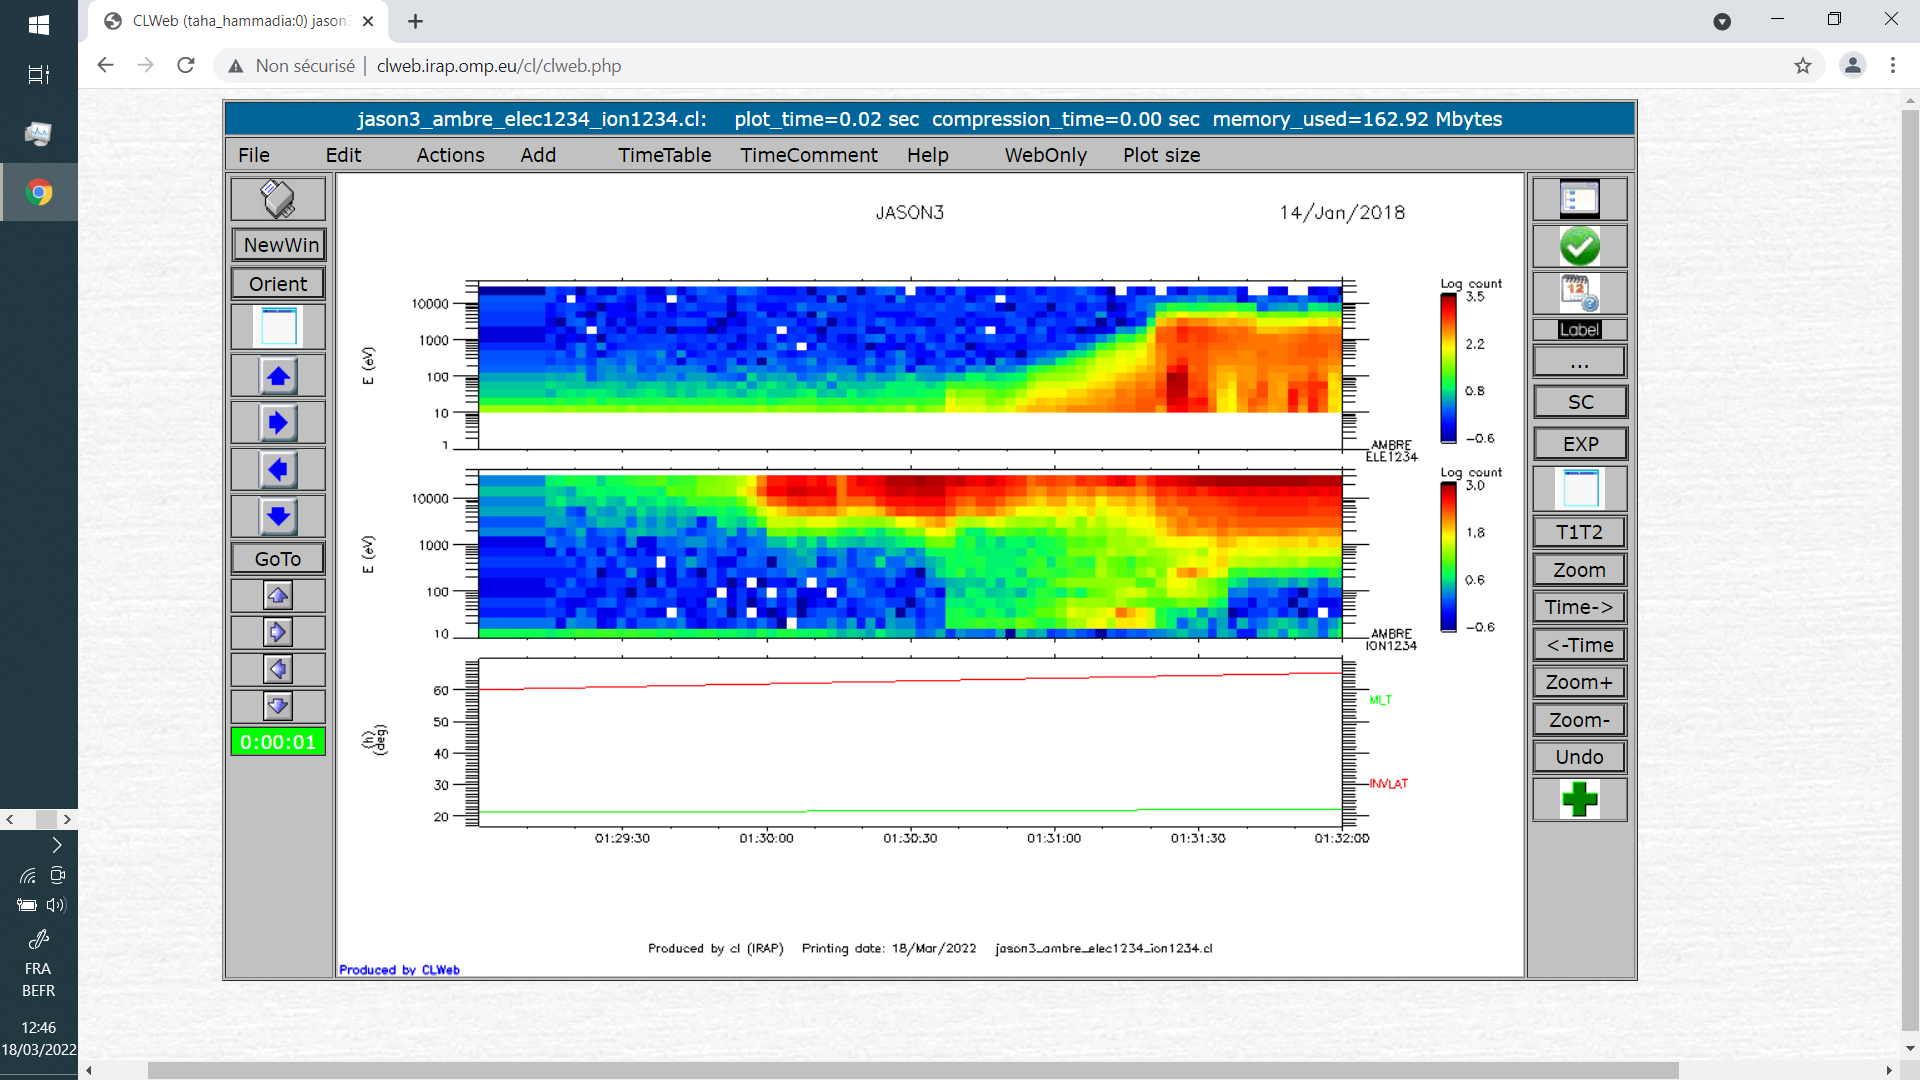 CLWeb (taha_hammadia:0) jason3
Non sécurisé | clweb.irap.omp.eu/cl/clweb.php
jason3_ambre_elec1234_ion1234.cl: plot_time=0.02 sec compression_time=0.00 sec memory_used=162.92 Mbytes
File Edit Actions Add TimeTable TimeComment Help WebOnly Plot size
NewWin
Orient
GoTo
0:00:01
JASON3 14/Jan/2018
Log count
3.5
2.2
0.8
-0.6
10000
1000
100
10
1
E (eV)
AMBRE
ELE1234
Log count
3.0
1.8
0.6
-0.6
10000
1000
100
10
E (eV)
AMBRE
ION1234
60
50
40
30
20
(h)
(deg)
MLT
INVLAT
01:29:30 01:30:00 01:30:30 01:31:00 01:31:30 01:32:00
Produced by cl (IRAP) Printing date: 18/Mar/2022 jason3_ambre_elec1234_ion1234.cl
Produced by CLWeb
12
Label
...
SC
EXP
T1T2
Zoom
Time->
<-Time
Zoom+
Zoom-
Undo
FRA
BEFR
12:46
18/03/2022